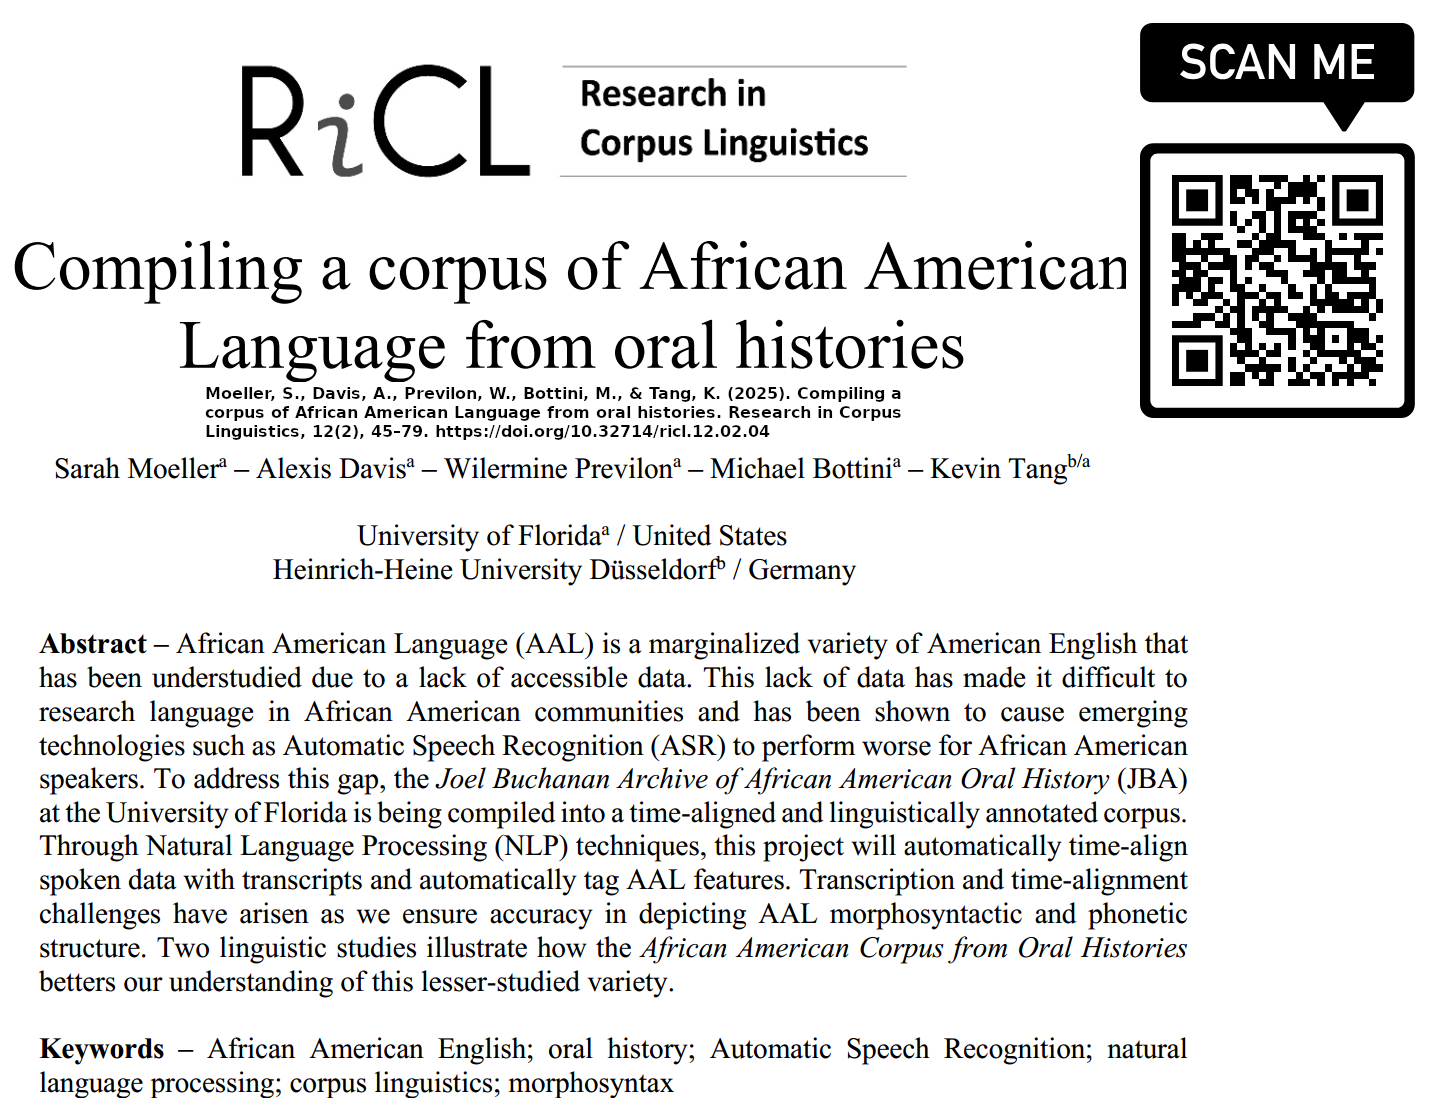 RiCL
Research in
Corpus Linguistics
SCAN ME
Compiling a corpus of African American
Language from oral histories
Moeller, S., Davis, A., Previlon, W., Bottini, M., & Tang, K. (2025). Compiling a
corpus of African American Language from oral histories. Research in Corpus
Linguistics, 12(2), 45–79. https://doi.org/10.32714/ricl.12.02.04
Sarah Moellerᵃ – Alexis Davisᵃ – Wilermine Previlonᵃ – Michael Bottiniᵃ – Kevin Tangᵇ/ᵃ
University of Floridaᵃ / United States
Heinrich-Heine University Düsseldorfᵇ / Germany
Abstract – African American Language (AAL) is a marginalized variety of American English that
has been understudied due to a lack of accessible data. This lack of data has made it difficult to
research language in African American communities and has been shown to cause emerging
technologies such as Automatic Speech Recognition (ASR) to perform worse for African American
speakers. To address this gap, the Joel Buchanan Archive of African American Oral History (JBA)
at the University of Florida is being compiled into a time-aligned and linguistically annotated corpus.
Through Natural Language Processing (NLP) techniques, this project will automatically time-align
spoken data with transcripts and automatically tag AAL features. Transcription and time-alignment
challenges have arisen as we ensure accuracy in depicting AAL morphosyntactic and phonetic
structure. Two linguistic studies illustrate how the African American Corpus from Oral Histories
betters our understanding of this lesser-studied variety.
Keywords – African American English; oral history; Automatic Speech Recognition; natural
language processing; corpus linguistics; morphosyntax